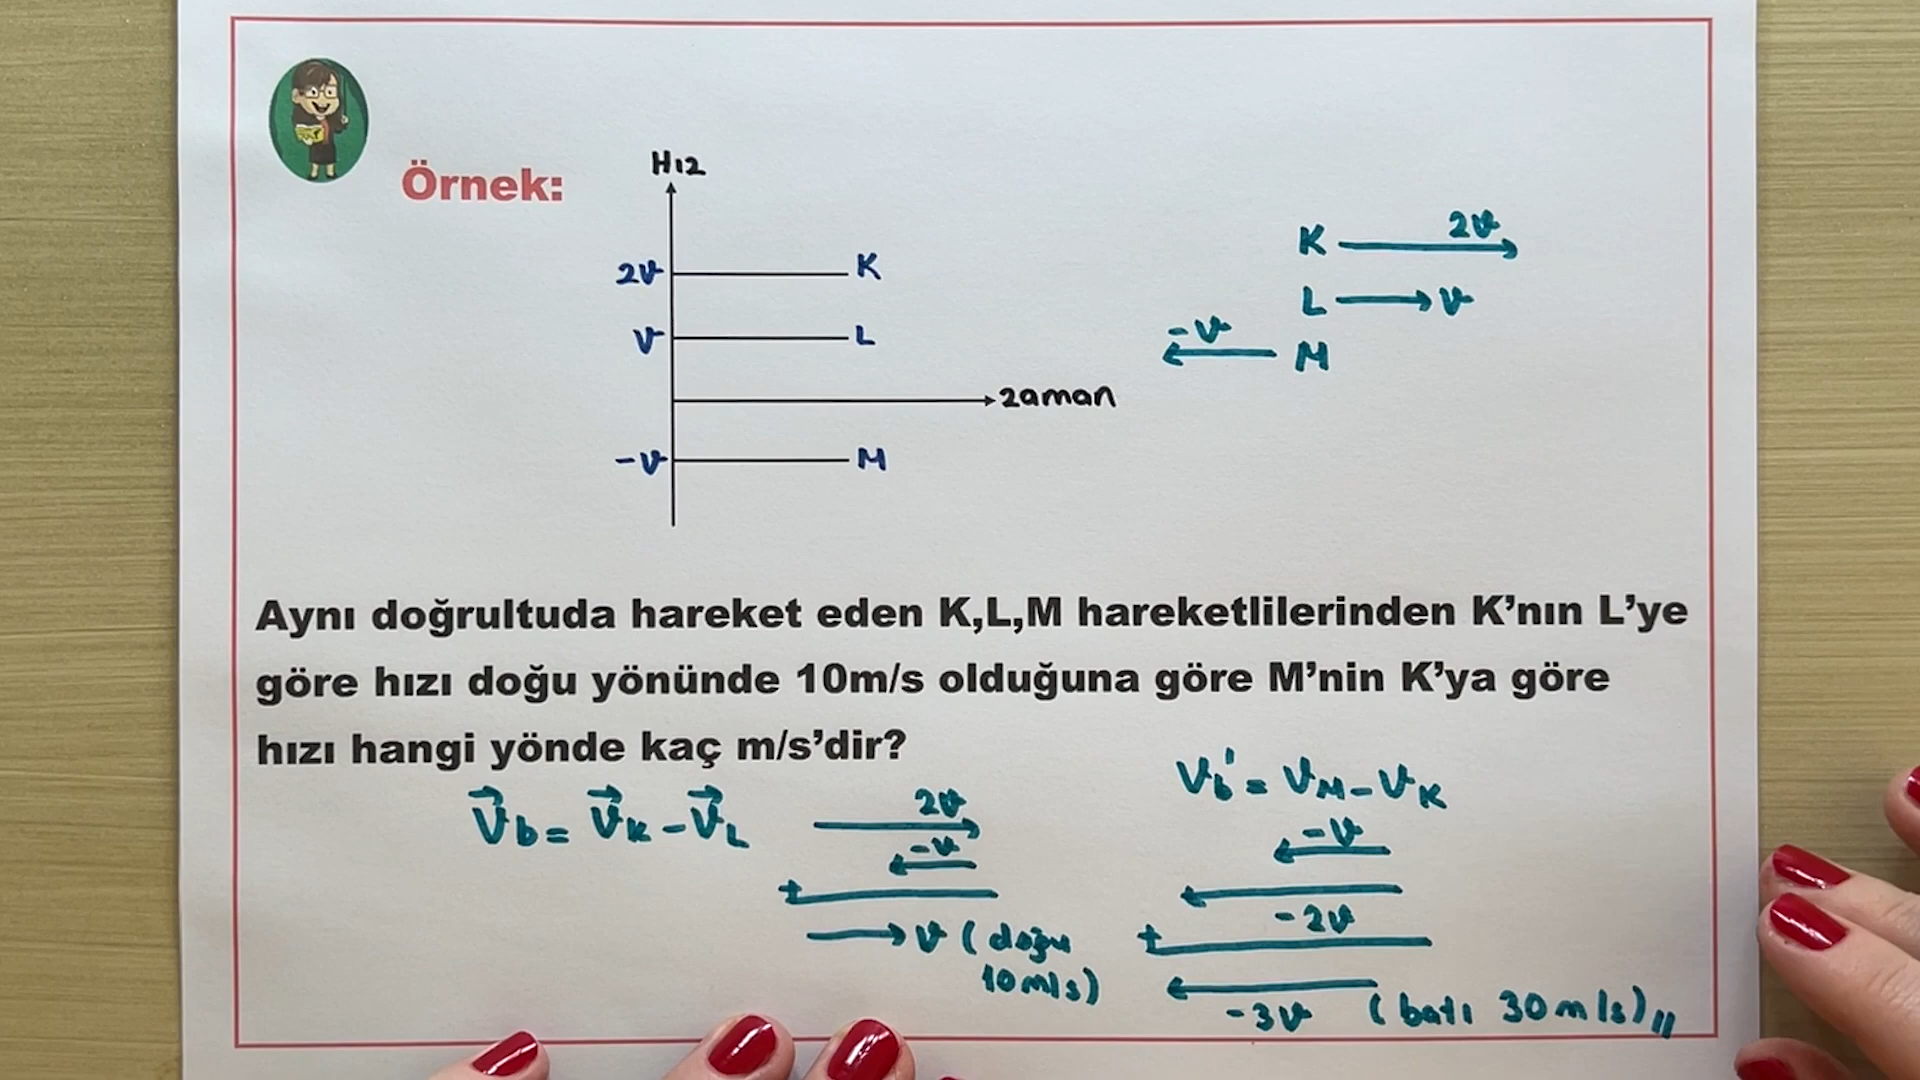 Örnek:
Hız
2v
K
v
L
zaman
-v
M
K 2v
L v
-v M
Aynı doğrultuda hareket eden K,L,M hareketlilerinden K’nın L’ye
göre hızı doğu yönünde 10m/s olduğuna göre M’nin K’ya göre
hızı hangi yönde kaç m/s’dir?
Vb = VK - VL
2v
-v
+
v (doğu
10m/s)
Vb' = VM - VK
-v
-2v
+
-3v (batı 30m/s)